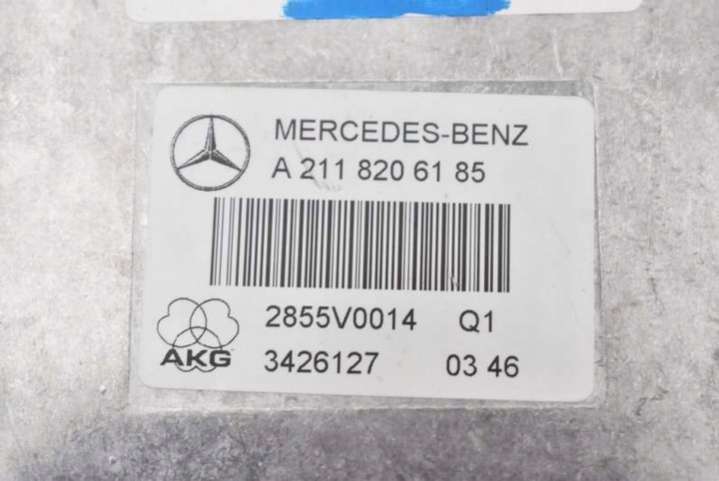 MERCEDES-BENZ
A 211 820 61 85
2855V0014 Q1
AKG
3426127 03 46